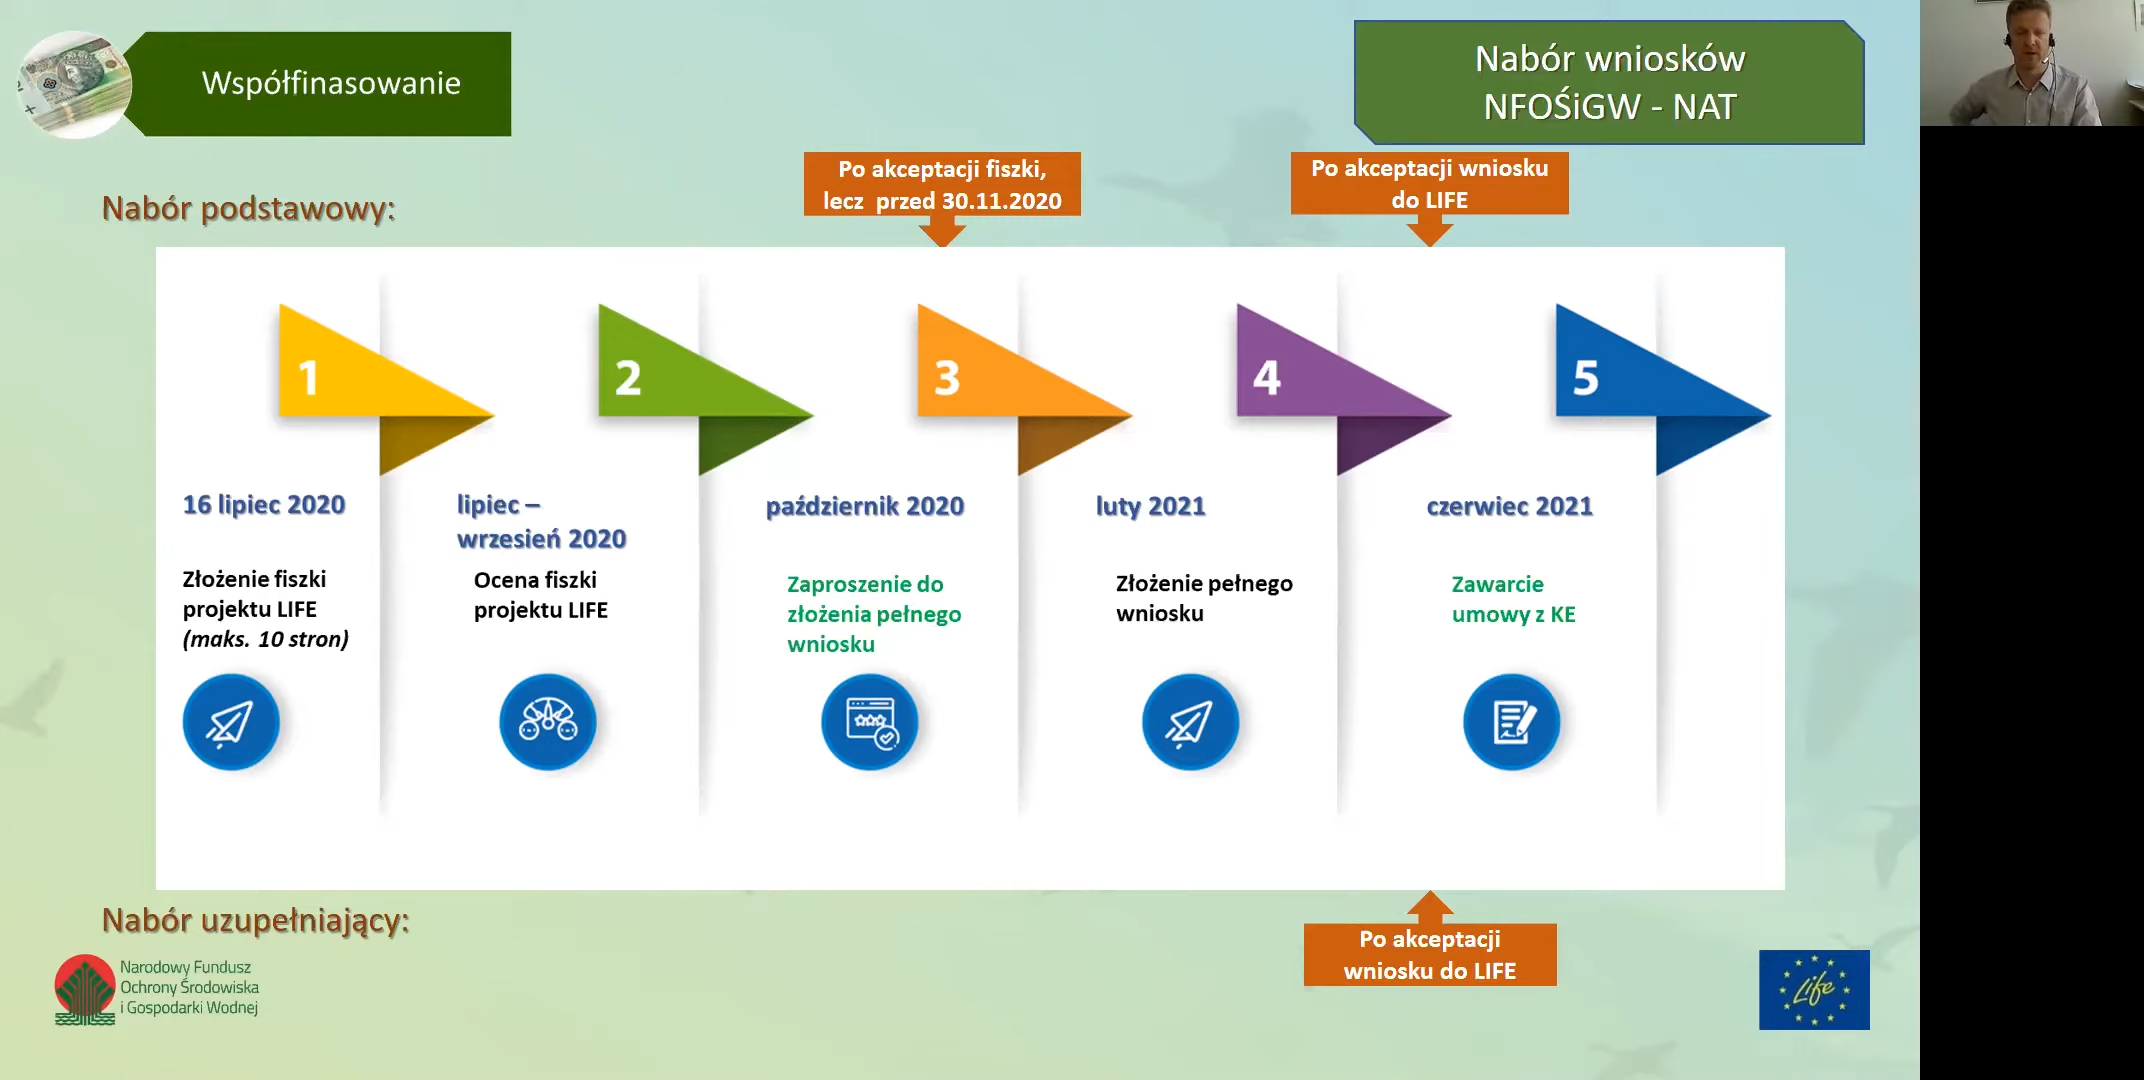 Współfinasowanie
Nabór wniosków
NFOŚiGW - NAT
Po akceptacji fiszki,
lecz przed 30.11.2020
Po akceptacji wniosku
do LIFE
Nabór podstawowy:
1
2
3
4
5
16 lipiec 2020
Złożenie fiszki
projektu LIFE
(maks. 10 stron)
lipiec –
wrzesień 2020
Ocena fiszki
projektu LIFE
październik 2020
Zaproszenie do
złożenia pełnego
wniosku
luty 2021
Złożenie pełnego
wniosku
czerwiec 2021
Zawarcie
umowy z KE
Nabór uzupełniający:
Po akceptacji
wniosku do LIFE
Narodowy Fundusz
Ochrony Środowiska
i Gospodarki Wodnej
Life